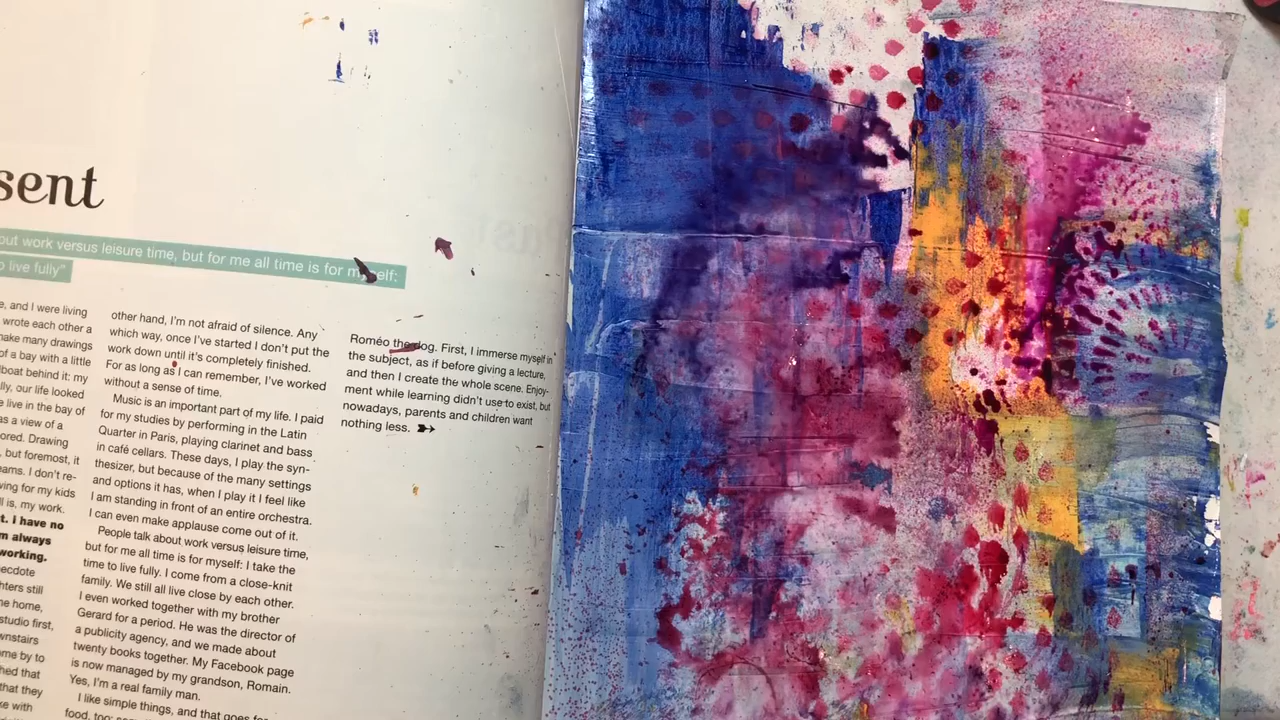 sent
out work versus leisure time, but for me all time is for myself:
to live fully”
e, and I were living
wrote each other a
make many drawings
of a bay with a little
boat behind it: my
lly, our life looked
e live in the bay of
as a view of a
ored. Drawing
, but foremost, it
eams. I don’t re-
wing for my kids
ll is, my work.
t. I have no
m always
working.
ecdote
hters still
ne home,
studio first,
wnstairs
me by to
hed that
that they
ke with
other hand, I’m not afraid of silence. Any
which way, once I’ve started I don’t put the
work down until it’s completely finished.
For as long as I can remember, I’ve worked
without a sense of time.
Music is an important part of my life. I paid
for my studies by performing in the Latin
Quarter in Paris, playing clarinet and bass
in café cellars. These days, I play the syn-
thesizer, but because of the many settings
and options it has, when I play it I feel like
I am standing in front of an entire orchestra.
I can even make applause come out of it.
People talk about work versus leisure time,
but for me all time is for myself: I take the
time to live fully. I come from a close-knit
family. We still all live close by each other.
I even worked together with my brother
Gerard for a period. He was the director of
a publicity agency, and we made about
twenty books together. My Facebook page
is now managed by my grandson, Romain.
Yes, I’m a real family man.
I like simple things, and that goes for
food, too:
Roméo the dog. First, I immerse myself in
the subject, as if before giving a lecture,
and then I create the whole scene. Enjoy-
ment while learning didn’t use to exist, but
nowadays, parents and children want
nothing less.